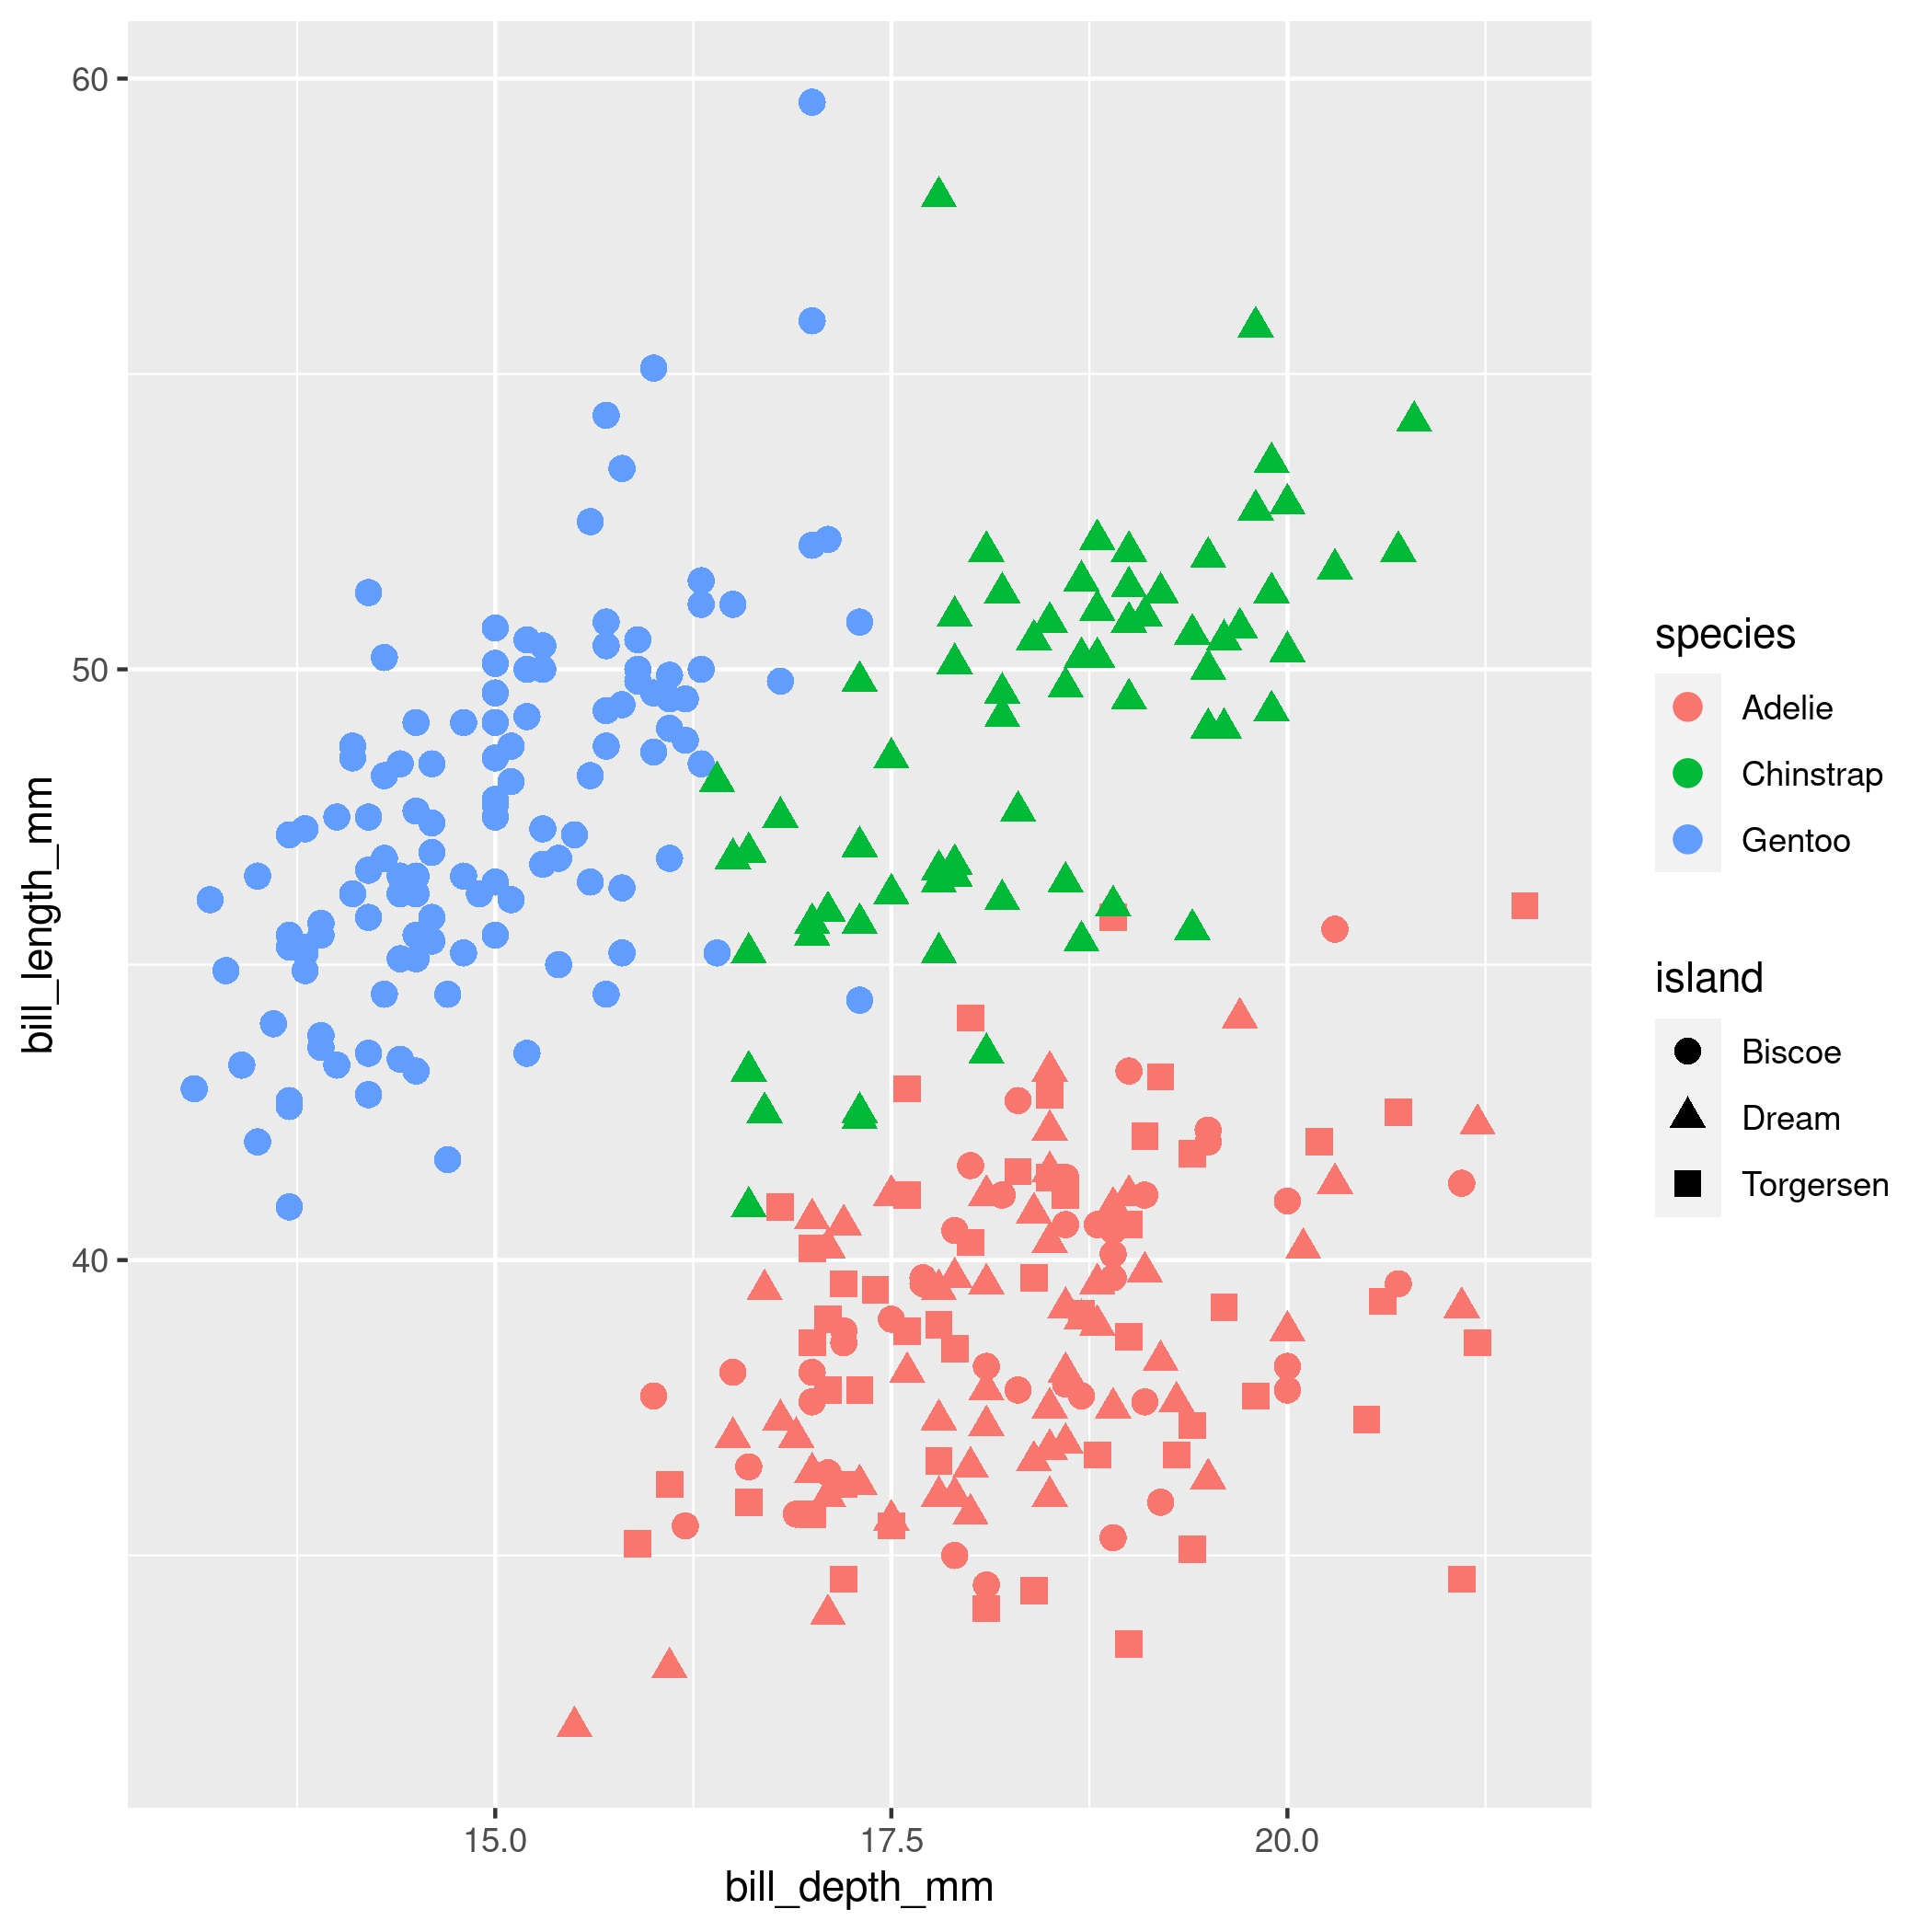 60
50
40
bill_length_mm
15.0
17.5
20.0
bill_depth_mm
species
Adelie
Chinstrap
Gentoo
island
Biscoe
Dream
Torgersen